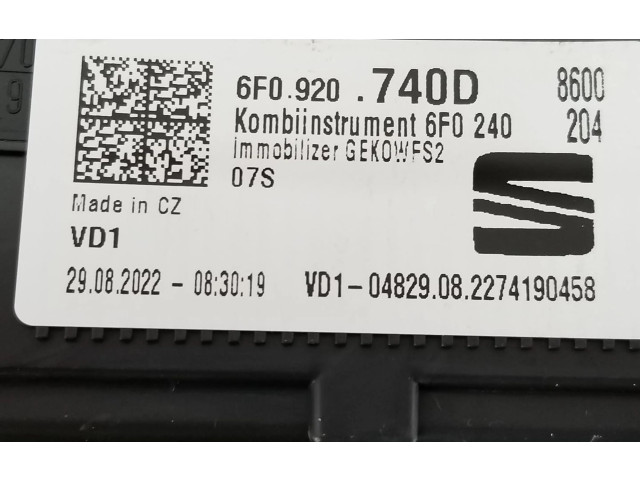 6F0.920 .740D 8600
Kombiinstrument 6F0 240 204
Immobilizer GEKOWFS2
07S
Made in CZ
VD1
29.08.2022 - 08:30:19 VD1-04829.08.2274190458